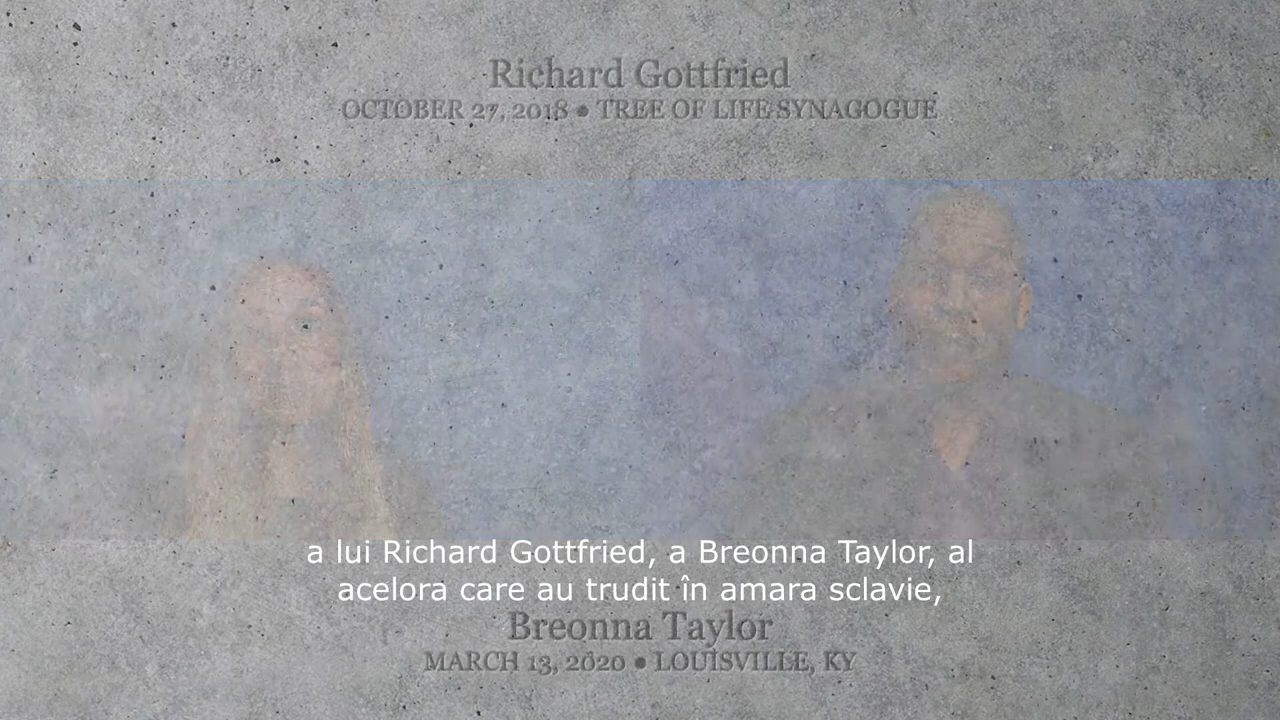 Richard Gottfried
OCTOBER 27, 2018 • TREE OF LIFE SYNAGOGUE
a lui Richard Gottfried, a Breonna Taylor, al
acelora care au trudit în amara sclavie,
Breonna Taylor
MARCH 13, 2020 • LOUISVILLE, KY